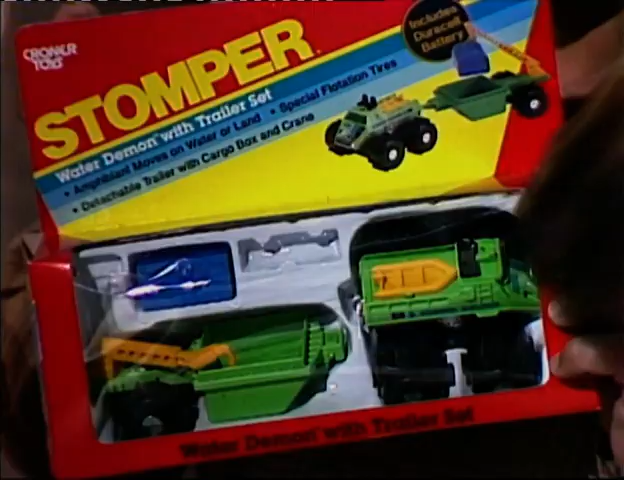 CRONER
TOYS
STOMPER
Includes
Duracell
Battery
Water Demon with Trailer Set
• Amphibian! Moves on Water or Land • Special Flotation Tires
• Detachable Trailer with Cargo Box and Crane
Water Demon with Trailer Set